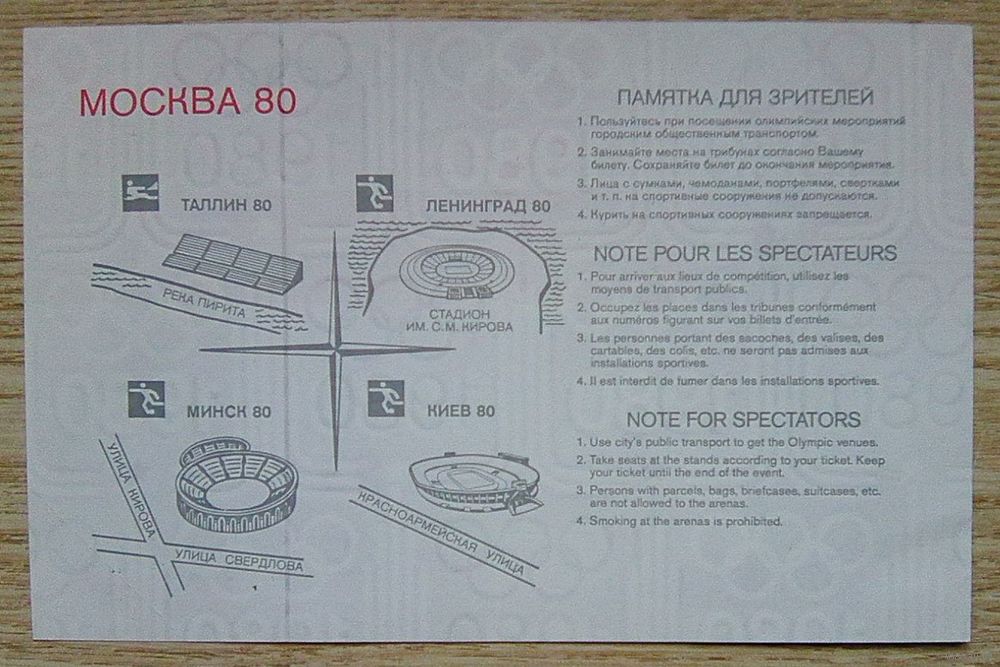 МОСКВА 80
ТАЛЛИН 80
РЕКА ПИРИТА
ЛЕНИНГРАД 80
СТАДИОН
ИМ. С.М. КИРОВА
МИНСК 80
УЛИЦА КИРОВА
УЛИЦА СВЕРДЛОВА
КИЕВ 80
КРАСНОАРМЕЙСКАЯ УЛИЦА
ПАМЯТКА ДЛЯ ЗРИТЕЛЕЙ
1. Пользуйтесь при посещении олимпийских мероприятий
городским общественным транспортом.
2. Занимайте места на трибунах согласно Вашему
билету. Сохраняйте билет до окончания мероприятия.
3. Лица с сумками, чемоданами, портфелями, свертками
и т. п. на спортивные сооружения не допускаются.
4. Курить на спортивных сооружениях запрещается.
NOTE POUR LES SPECTATEURS
1. Pour arriver aux lieux de compétition, utilisez les
moyens de transport publics.
2. Occupez les places dans les tribunes conformément
aux numéros figurant sur vos billets d'entrée.
3. Les personnes portant des sacoches, des valises, des
cartables, des colis, etc. ne seront pas admises aux
installations sportives.
4. Il est interdit de fumer dans les installations sportives.
NOTE FOR SPECTATORS
1. Use city's public transport to get the Olympic venues.
2. Take seats at the stands according to your ticket. Keep
your ticket until the end of the event.
3. Persons with parcels, bags, briefcases, suitcases, etc.
are not allowed to the arenas.
4. Smoking at the arenas is prohibited.